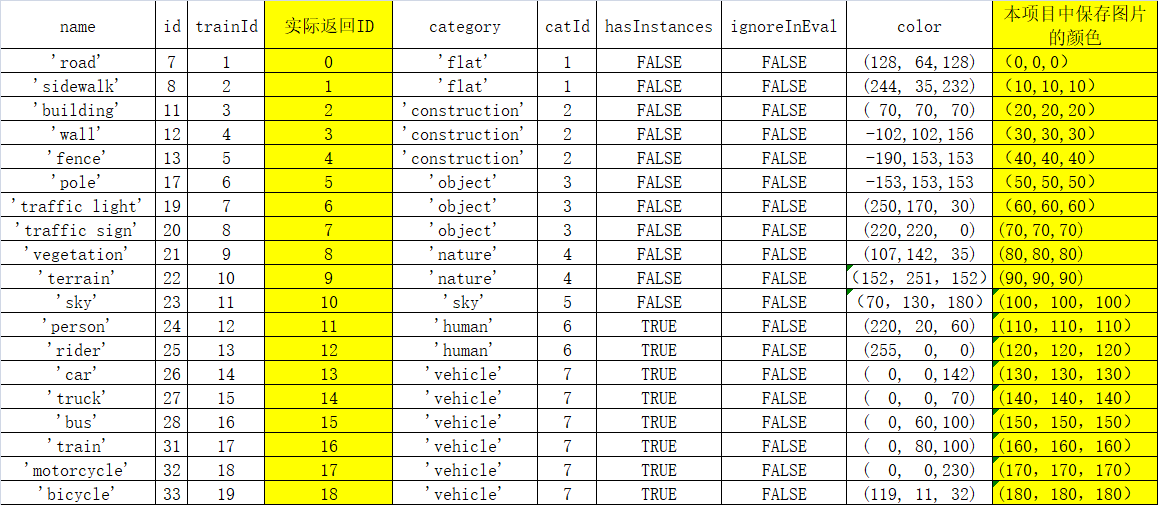 name id trainId 实际返回ID category catId hasInstances ignoreInEval color 本项目中保存图片的颜色
'road' 7 1 0 'flat' 1 FALSE FALSE (128, 64,128) （0,0,0）
'sidewalk' 8 2 1 'flat' 1 FALSE FALSE (244, 35,232) （10,10,10）
'building' 11 3 2 'construction' 2 FALSE FALSE ( 70, 70, 70) （20,20,20）
'wall' 12 4 3 'construction' 2 FALSE FALSE -102,102,156 （30,30,30）
'fence' 13 5 4 'construction' 2 FALSE FALSE -190,153,153 （40,40,40）
'pole' 17 6 5 'object' 3 FALSE FALSE -153,153,153 （50,50,50）
'traffic light' 19 7 6 'object' 3 FALSE FALSE (250,170, 30) （60,60,60）
'traffic sign' 20 8 7 'object' 3 FALSE FALSE (220,220, 0) (70,70,70)
'vegetation' 21 9 8 'nature' 4 FALSE FALSE (107,142, 35) (80,80,80)
'terrain' 22 10 9 'nature' 4 FALSE FALSE （152，251，152） (90,90,90)
'sky' 23 11 10 'sky' 5 FALSE FALSE （70，130，180） (100，100，100）
'person' 24 12 11 'human' 6 TRUE FALSE (220, 20, 60) (110，110，110）
'rider' 25 13 12 'human' 6 TRUE FALSE (255, 0, 0) (120，120，120）
'car' 26 14 13 'vehicle' 7 TRUE FALSE ( 0, 0,142) (130，130，130）
'truck' 27 15 14 'vehicle' 7 TRUE FALSE ( 0, 0, 70) (140，140，140）
'bus' 28 16 15 'vehicle' 7 TRUE FALSE ( 0, 60,100) (150，150，150）
'train' 31 17 16 'vehicle' 7 TRUE FALSE ( 0, 80,100) (160，160，160）
'motorcycle' 32 18 17 'vehicle' 7 TRUE FALSE ( 0, 0,230) (170，170，170）
'bicycle' 33 19 18 'vehicle' 7 TRUE FALSE (119, 11, 32) (180，180，180）